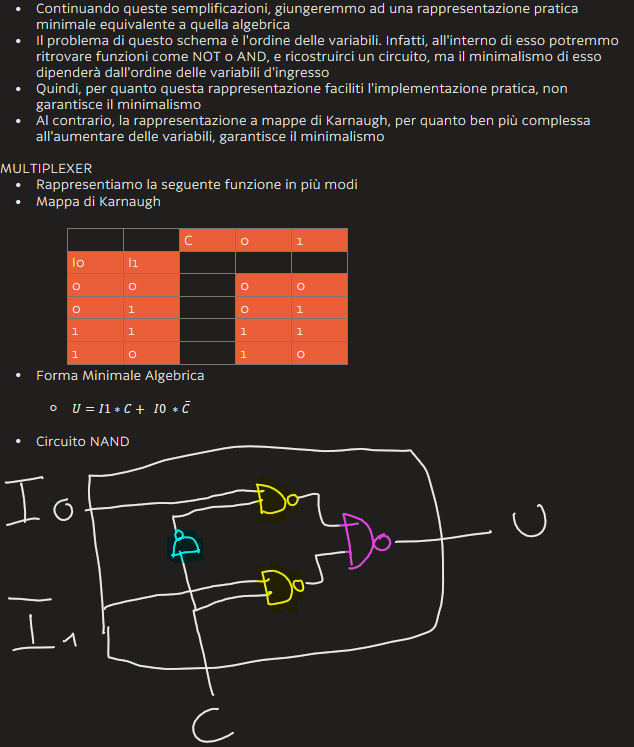 Continuando queste semplificazioni, giungeremmo ad una rappresentazione pratica
minimale equivalente a quella algebrica
Il problema di questo schema è l'ordine delle variabili. Infatti, all'interno di esso potremmo
ritrovare funzioni come NOT o AND, e ricostruirci un circuito, ma il minimalismo di esso
dipenderà dall'ordine delle variabili d'ingresso
Quindi, per quanto questa rappresentazione faciliti l'implementazione pratica, non
garantisce il minimalismo
Al contrario, la rappresentazione a mappe di Karnaugh, per quanto ben più complessa
all'aumentare delle variabili, garantisce il minimalismo
MULTIPLEXER
Rappresentiamo la seguente funzione in più modi
Mappa di Karnaugh
C 0 1
I0 I1
0 0 0 0
0 1 0 1
1 1 1 1
1 0 1 0
Forma Minimale Algebrica
U = I1 * C + I0 * C̄
Circuito NAND
I0
U
I1
C